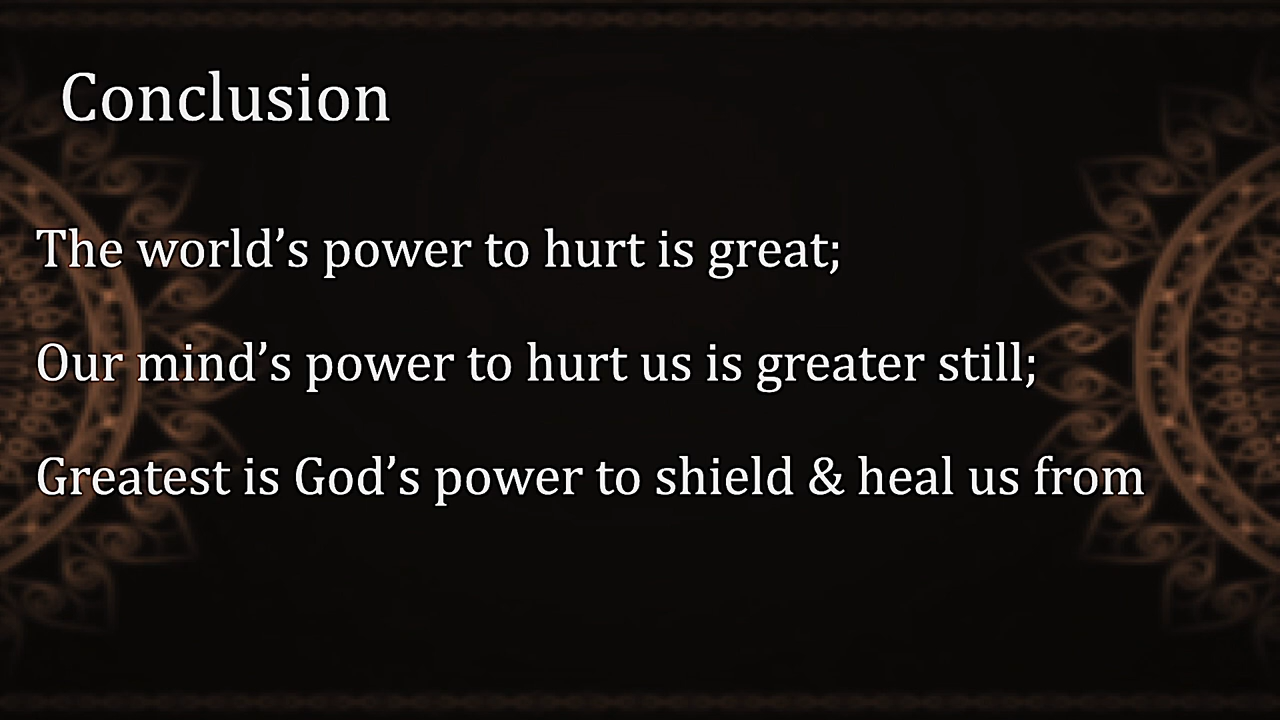 Conclusion
The world’s power to hurt is great;
Our mind’s power to hurt us is greater still;
Greatest is God’s power to shield & heal us from